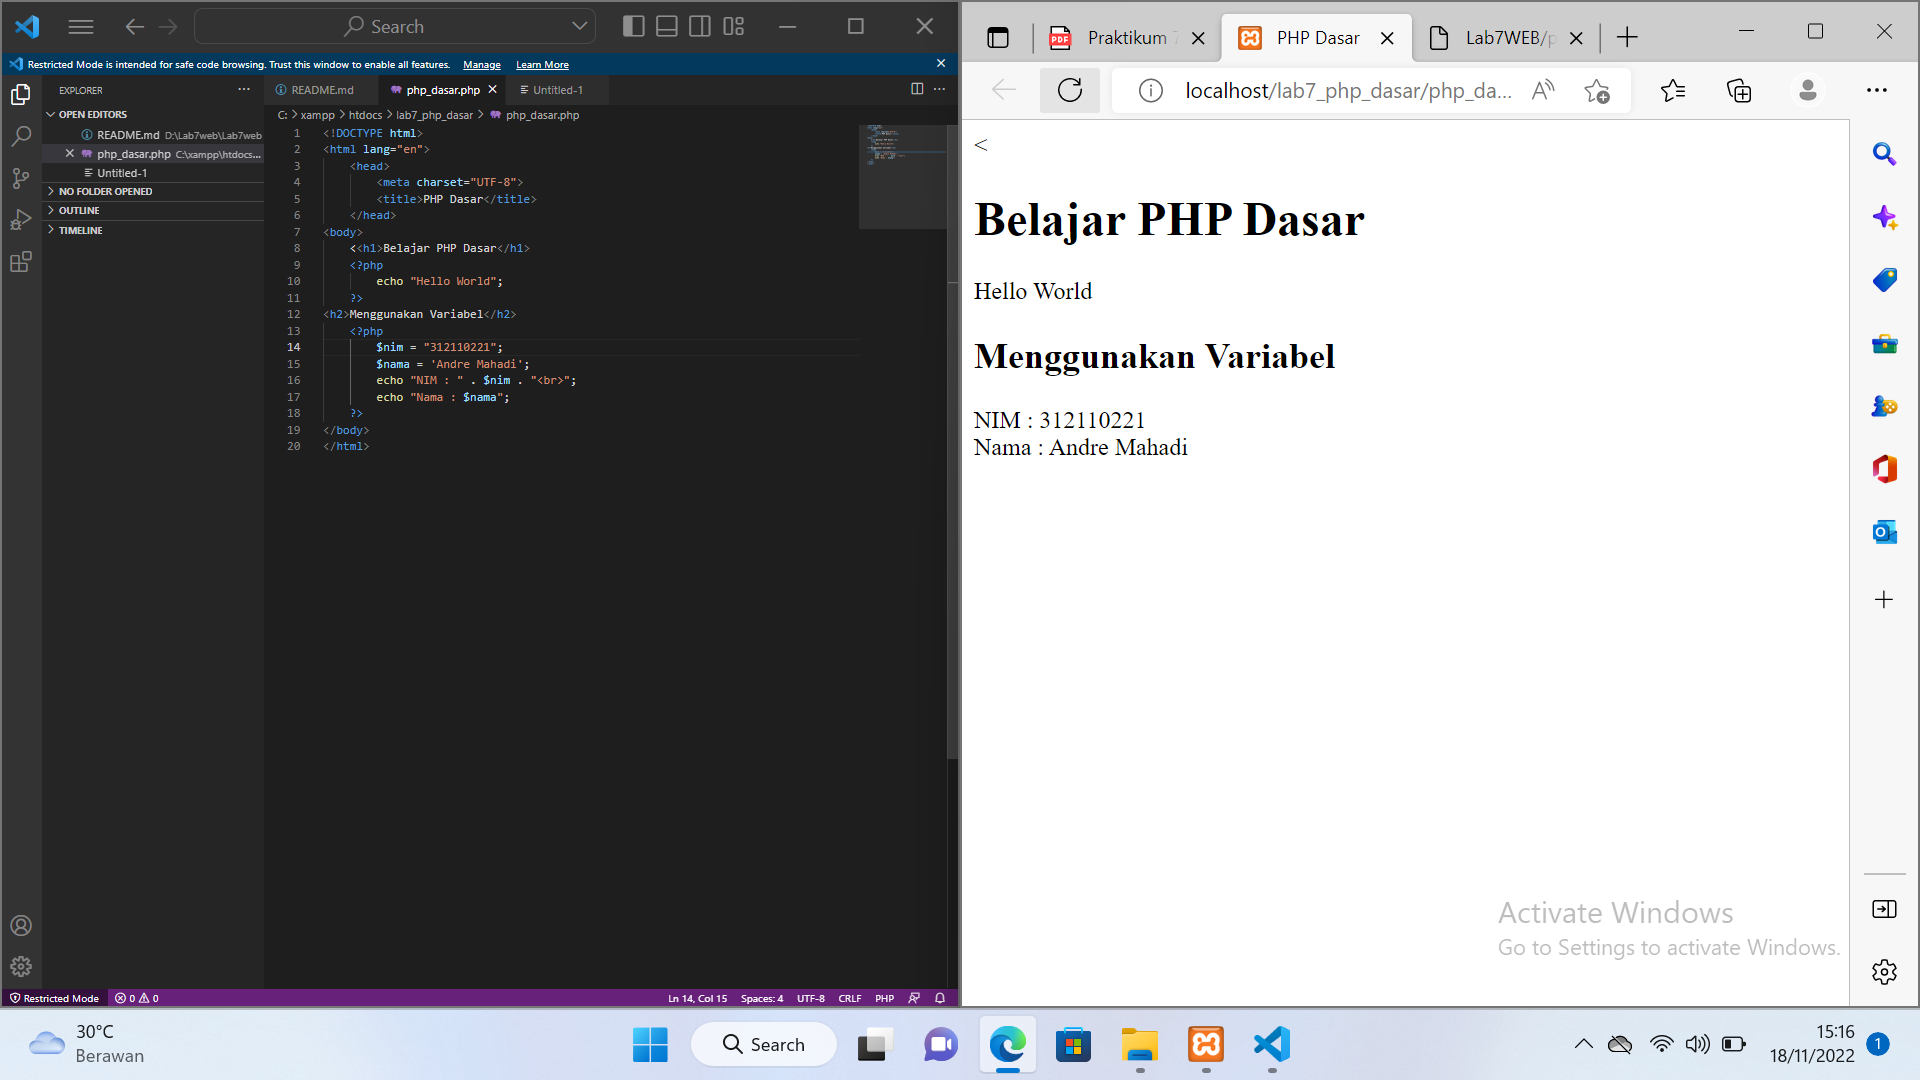 Search
Restricted Mode is intended for safe code browsing. Trust this window to enable all features. Manage Learn More
EXPLORER
OPEN EDITORS
README.md D:\Lab7web\Lab7web
php_dasar.php C:\xampp\htdocs...
Untitled-1
NO FOLDER OPENED
OUTLINE
TIMELINE
README.md php_dasar.php Untitled-1
C: > xampp > htdocs > lab7_php_dasar > php_dasar.php
1 <!DOCTYPE html>
2 <html lang="en">
3 <head>
4 <meta charset="UTF-8">
5 <title>PHP Dasar</title>
6 </head>
7 <body>
8 <<h1>Belajar PHP Dasar</h1>
9 <?php
10 echo "Hello World";
11 ?>
12 <h2>Menggunakan Variabel</h2>
13 <?php
14 $nim = "312110221";
15 $nama = 'Andre Mahadi';
16 echo "NIM : " . $nim . "<br>";
17 echo "Nama : $nama";
18 ?>
19 </body>
20 </html>
Restricted Mode 0 0 Ln 14, Col 15 Spaces: 4 UTF-8 CRLF PHP
PDF Praktikum 7 PHP Dasar Lab7WEB/p
localhost/lab7_php_dasar/php_da...
<
Belajar PHP Dasar
Hello World
Menggunakan Variabel
NIM : 312110221
Nama : Andre Mahadi
Activate Windows
Go to Settings to activate Windows.
30°C
Berawan
Search
15:16
18/11/2022
1